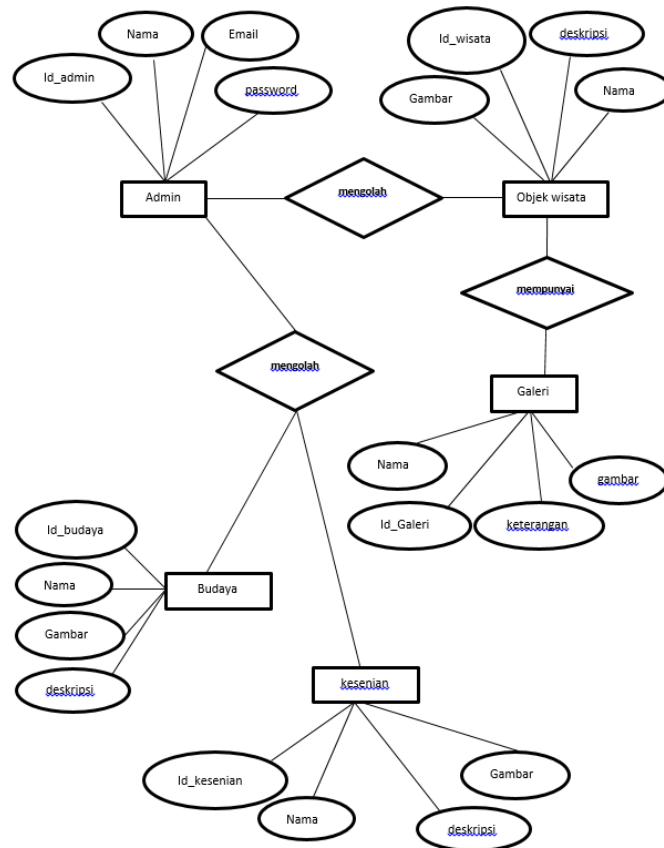 Nama
Email
Id_admin
password
Id_wisata
deskripsi
Gambar
Nama
Admin
mengolah
Objek wisata
mempunyai
mengolah
Galeri
Nama
gambar
Id_Galeri
keterangan
Id_budaya
Nama
Gambar
deskripsi
Budaya
kesenian
Id_kesenian
Nama
deskripsi
Gambar